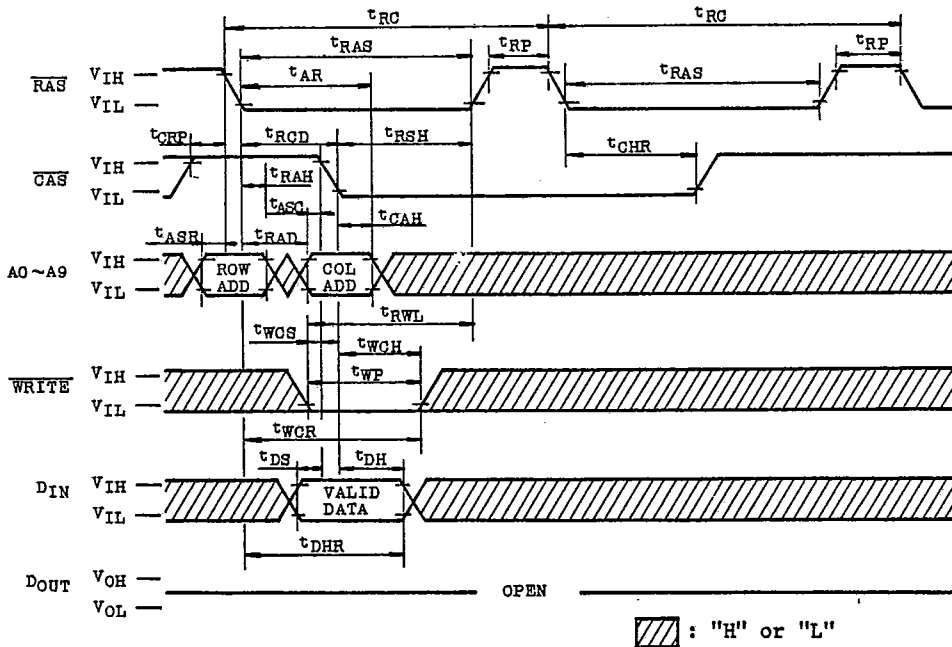 tRC tRC
tRAS tRP tRP
tAR tRAS
RAS VIH
VIL
tCRP tRCD tRSH
tCHR
CAS VIH
VIL
tRAH
tASC
tCAH
tASR tRAD
A0~A9 VIH
VIL
ROW ADD
COL ADD
tRWL
tWCS
tWCH
WRITE VIH
VIL
tWP
tWCR
tDS tDH
DIN VIH
VIL
VALID DATA
tDHR
DOUT VOH
VOL
OPEN
: "H" or "L"